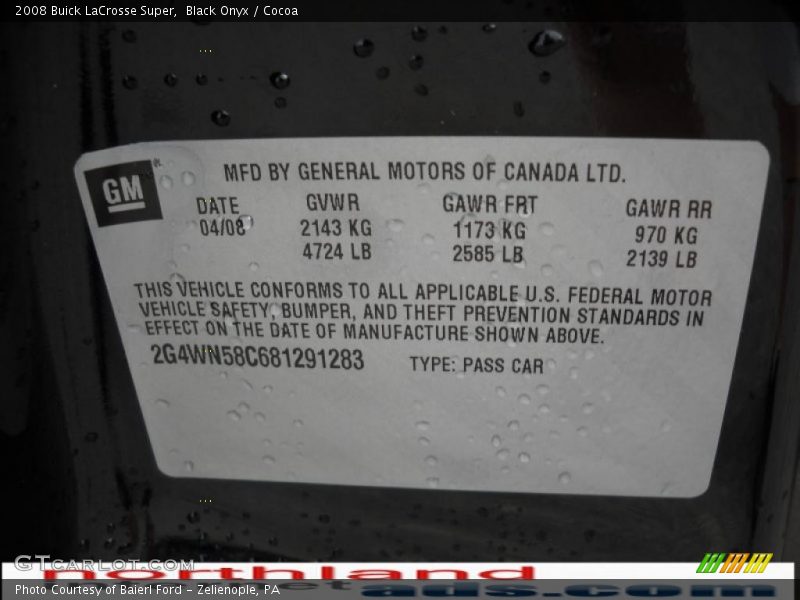 2008 Buick LaCrosse Super,  Black Onyx / Cocoa
GM
MFD BY GENERAL MOTORS OF CANADA LTD.
DATE GVWR GAWR FRT GAWR RR
04/08 2143 KG 1173 KG 970 KG
4724 LB 2585 LB 2139 LB
THIS VEHICLE CONFORMS TO ALL APPLICABLE U.S. FEDERAL MOTOR
VEHICLE SAFETY, BUMPER, AND THEFT PREVENTION STANDARDS IN
EFFECT ON THE DATE OF MANUFACTURE SHOWN ABOVE.
2G4WN58C681291283 TYPE: PASS CAR
GTCARLOT.COM
northland
ads.com
Photo Courtesy of Baierl Ford - Zelienople, PA